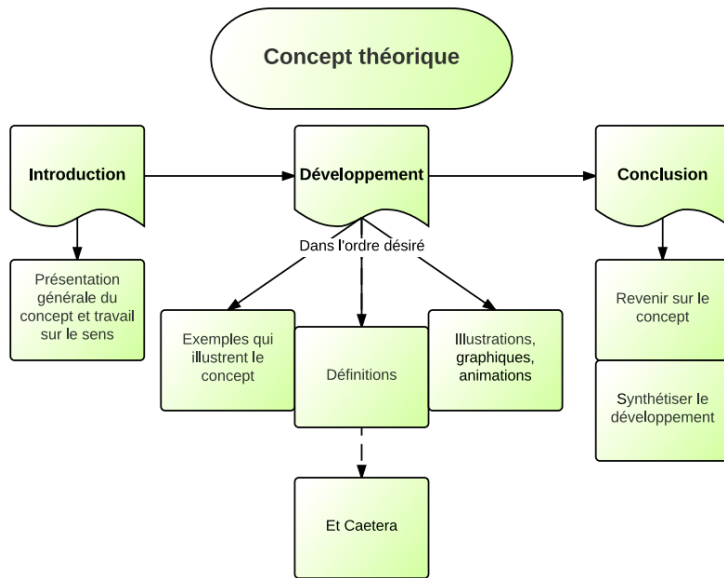 Concept théorique
Introduction
Développement
Conclusion
Dans l'ordre désiré
Présentation
générale du
concept et travail
sur le sens
Exemples qui
illustrent le
concept
Définitions
Illustrations,
graphiques,
animations
Revenir sur le
concept
Synthétiser le
développement
Et Caetera